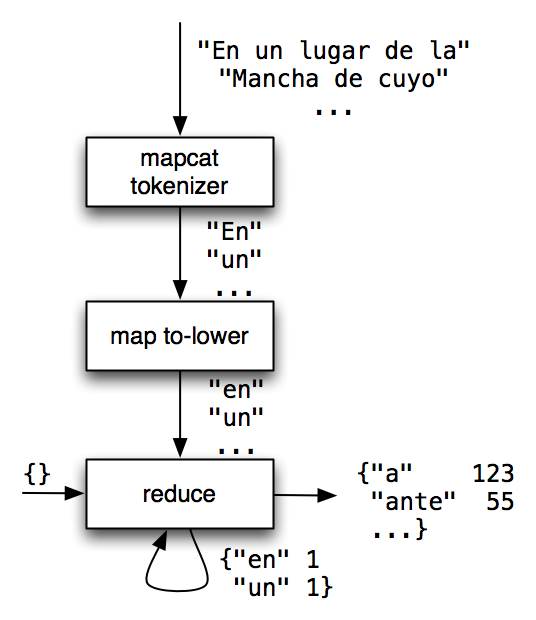 "En un lugar de la"
"Mancha de cuyo"
...
mapcat
tokenizer
"En"
"un"
...
map to-lower
"en"
"un"
...
{}
reduce
{"a" 123
"ante" 55
...}
{"en" 1
"un" 1}